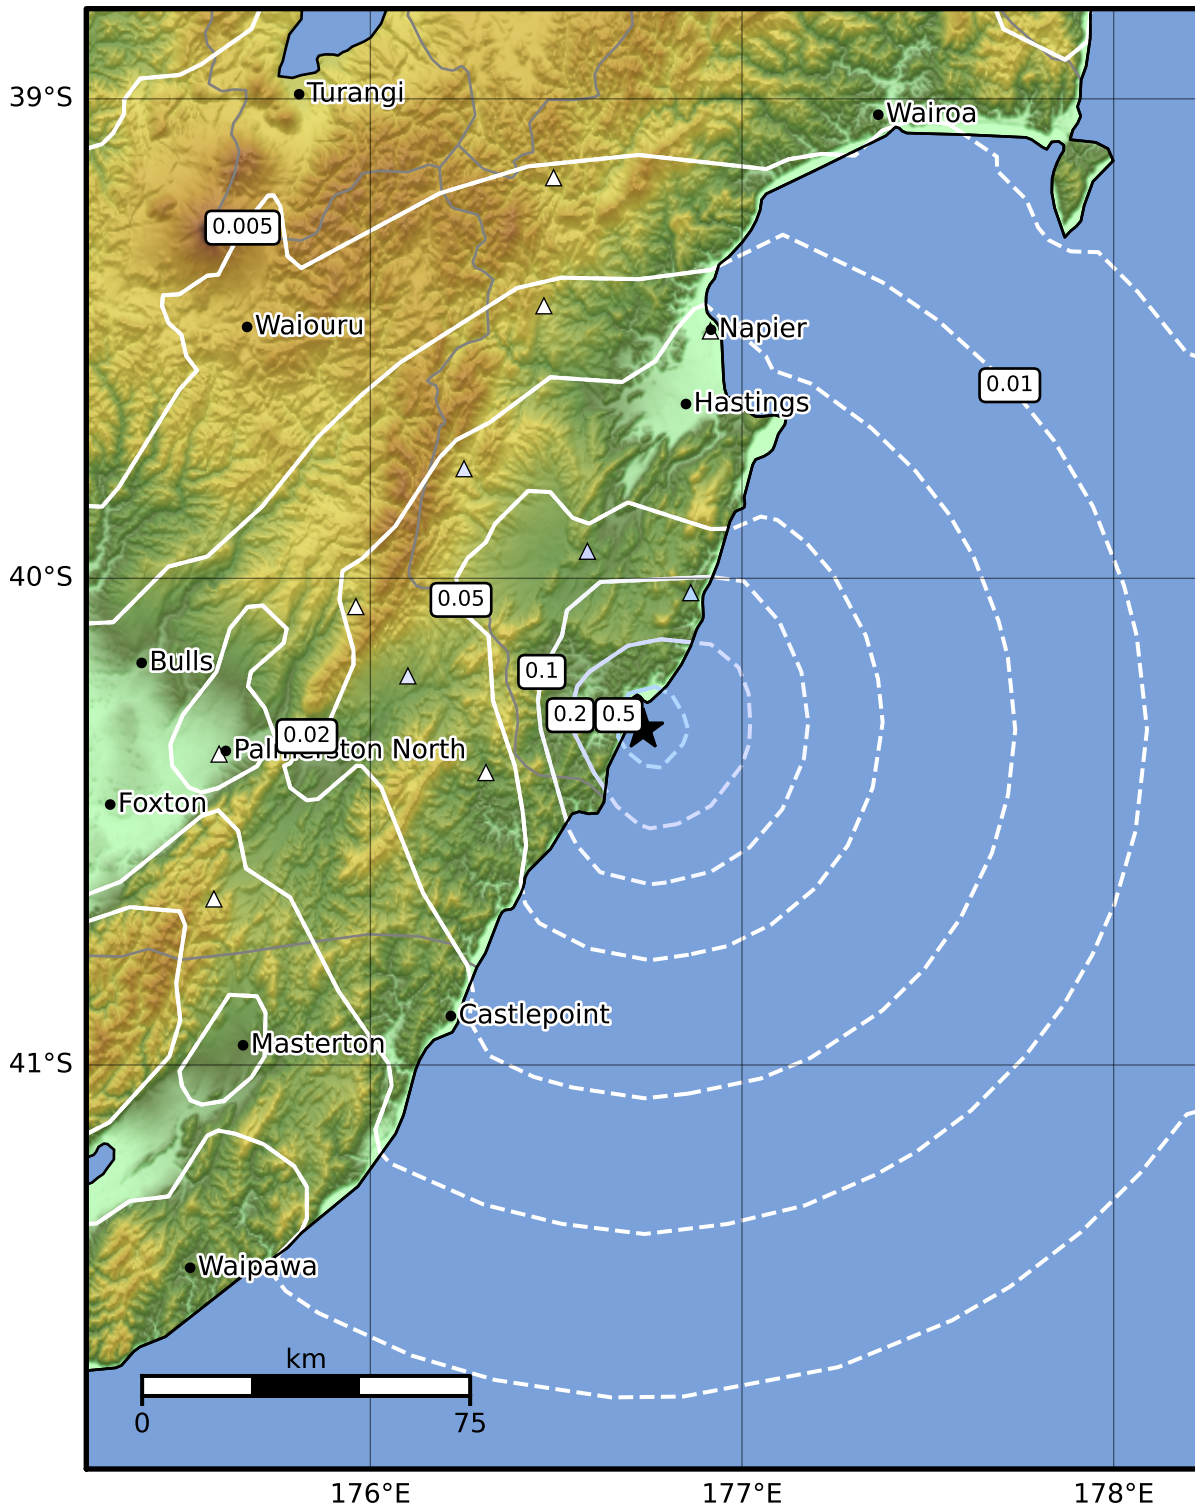 39°S
Turangi
Wairoa
0.005
Waiouru
Napier
0.01
Hastings
40°S
0.05
Bulls
0.1
0.2
0.5
0.02
Palmerston North
Foxton
Castlepoint
Masterton
41°S
Waipawa
km
0
75
176°E
177°E
178°E